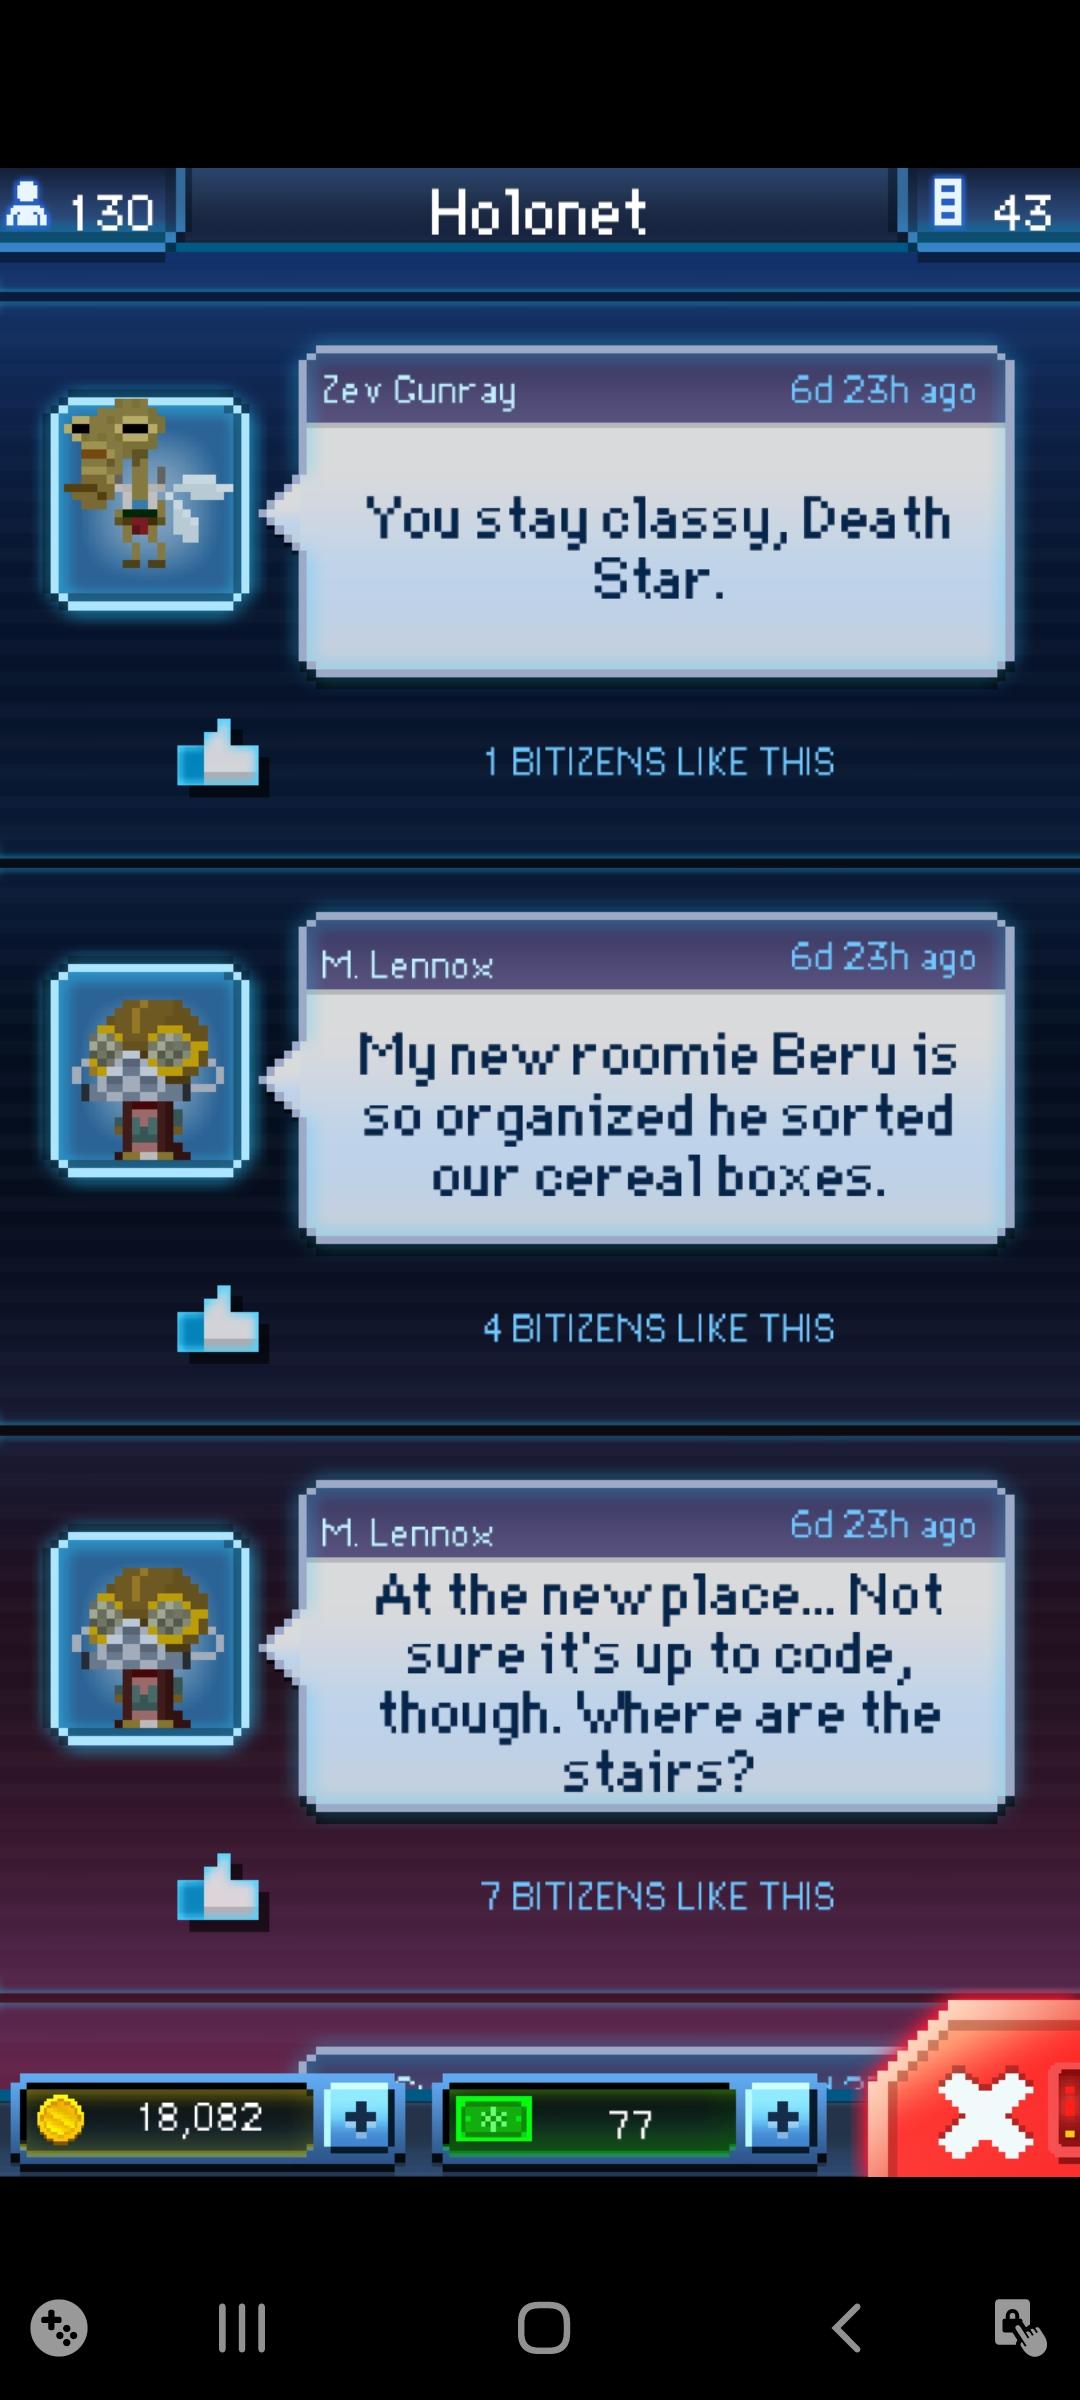 130
Holonet
43
Zev Gunray
6d 23h ago
You stay classy, Death
Star.
1 BITIZENS LIKE THIS
M. Lennox
6d 23h ago
My new roomie Beru is
so organized he sorted
our cereal boxes.
4 BITIZENS LIKE THIS
M. Lennox
6d 23h ago
At the new place... Not
sure it's up to code,
though. Where are the
stairs?
7 BITIZENS LIKE THIS
18,082
77